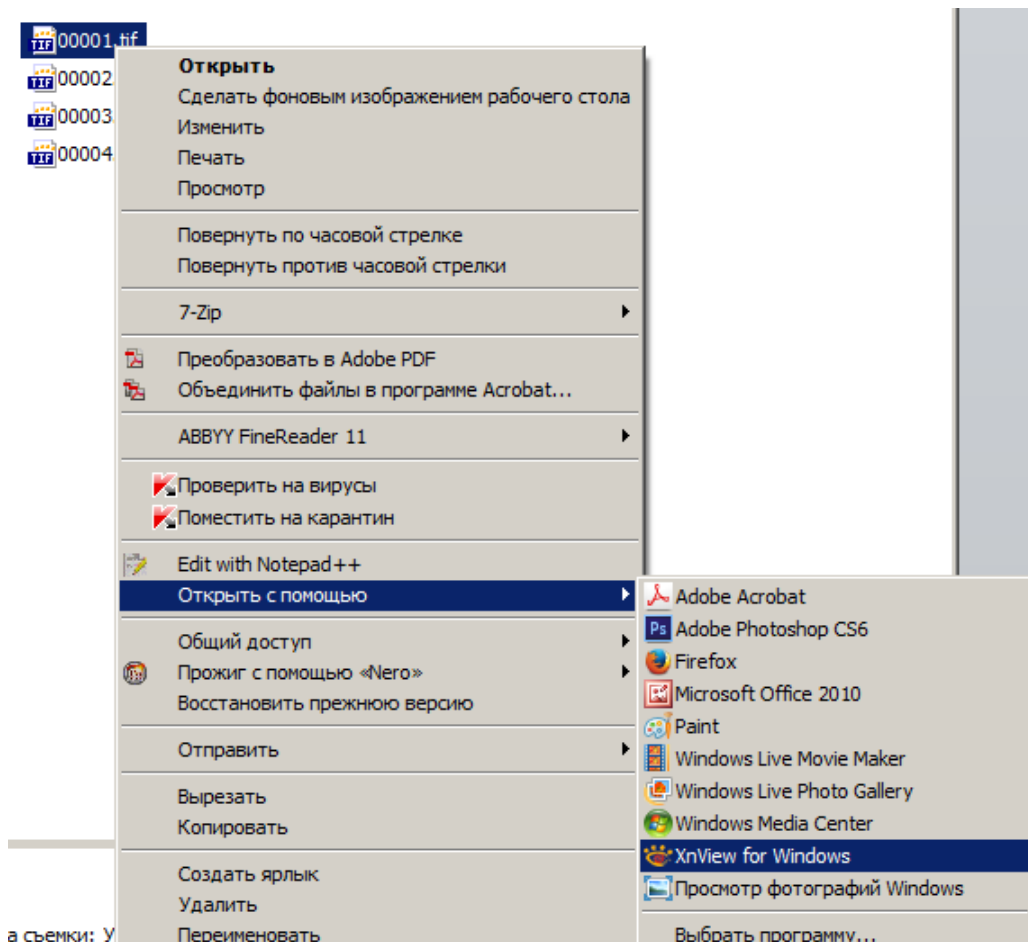 00001.tif
00002
00003
00004
Открыть
Сделать фоновым изображением рабочего стола
Изменить
Печать
Просмотр
Повернуть по часовой стрелке
Повернуть против часовой стрелки
7-Zip
Преобразовать в Adobe PDF
Объединить файлы в программе Acrobat...
ABBYY FineReader 11
Проверить на вирусы
Поместить на карантин
Edit with Notepad++
Открыть с помощью
Общий доступ
Прожиг с помощью «Nero»
Восстановить прежнюю версию
Отправить
Вырезать
Копировать
Создать ярлык
Удалить
Переименовать
Adobe Acrobat
Adobe Photoshop CS6
Firefox
Microsoft Office 2010
Paint
Windows Live Movie Maker
Windows Live Photo Gallery
Windows Media Center
XnView for Windows
Просмотр фотографий Windows
Выбрать программу...
а съемки: У